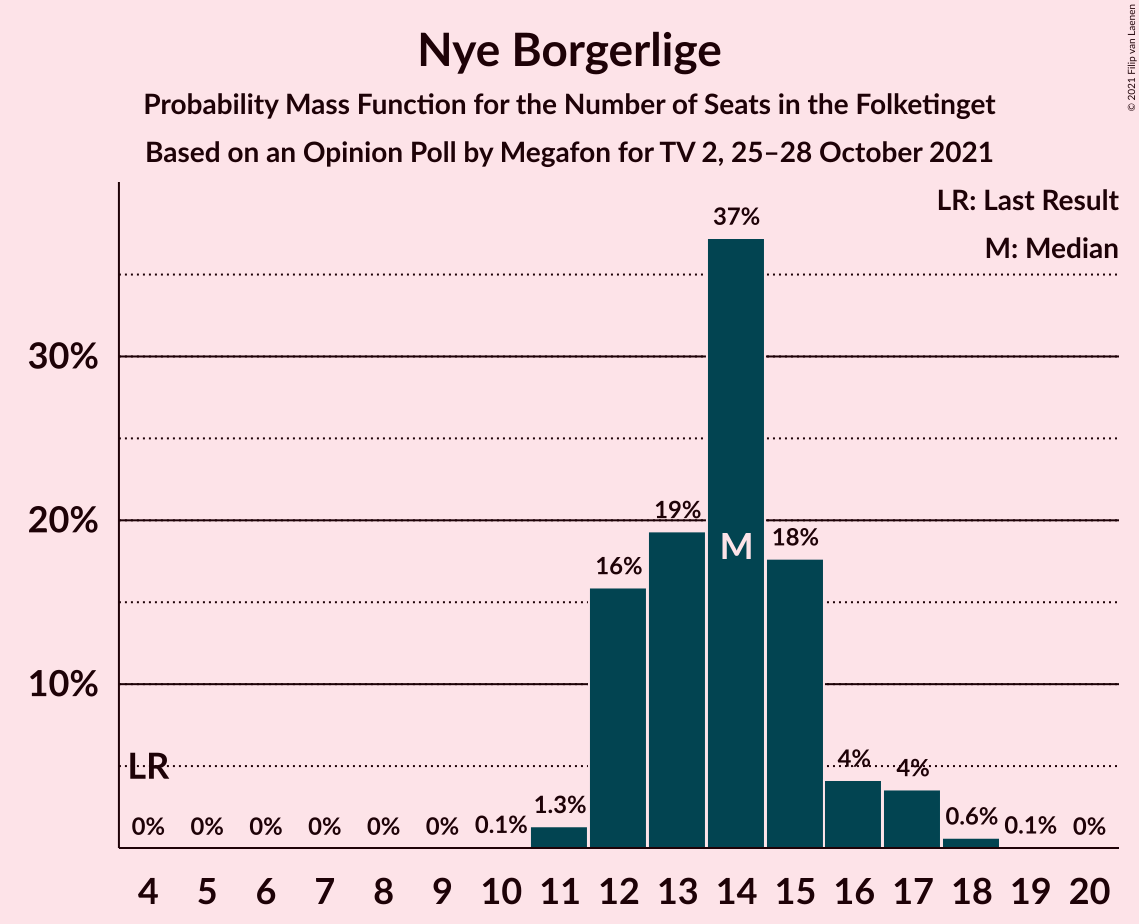 Nye Borgerlige
Probability Mass Function for the Number of Seats in the Folketinget
Based on an Opinion Poll by Megafon for TV 2, 25–28 October 2021
© 2021 Filip van Laenen
LR: Last Result
M: Median
37%
30%
19%
20%
18%
M
16%
10%
LR
4%
4%
1.3%
0.6%
0% 0% 0% 0% 0% 0% 0.1% 0.1% 0%
4 5 6 7 8 9 10 11 12 13 14 15 16 17 18 19 20